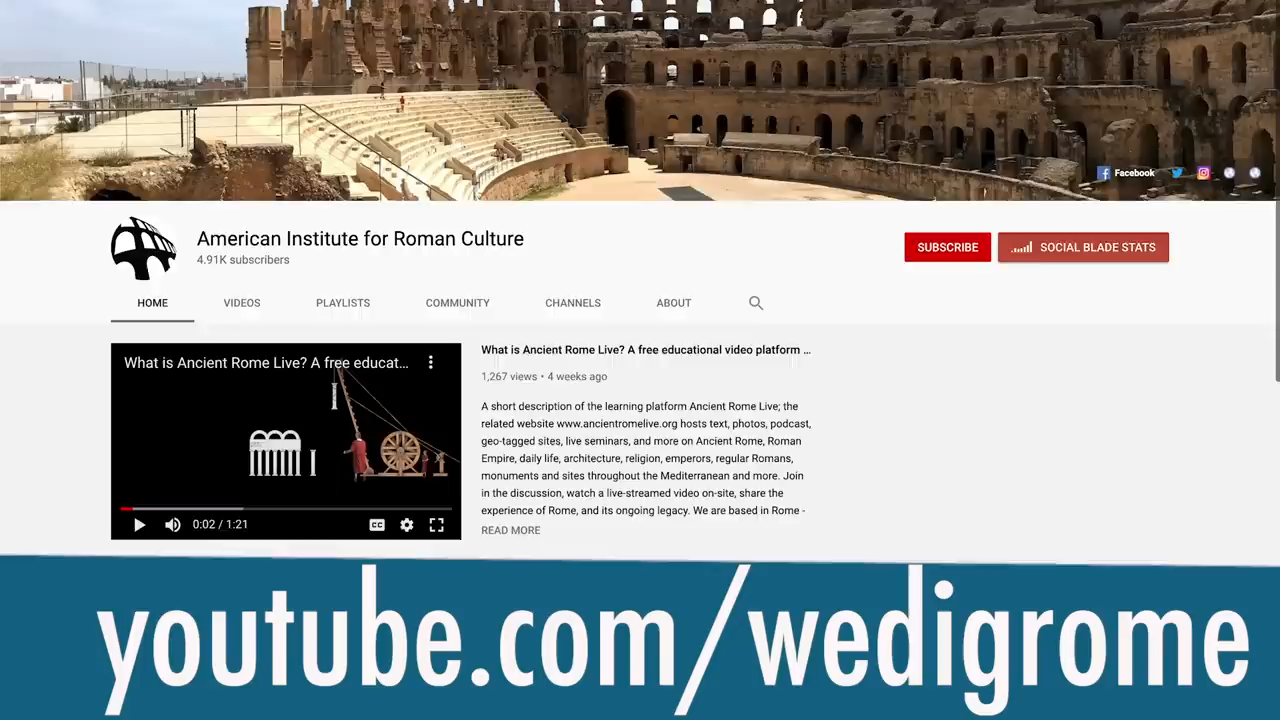 Facebook
American Institute for Roman Culture
4.91K subscribers
SUBSCRIBE
SOCIAL BLADE STATS
HOME VIDEOS PLAYLISTS COMMUNITY CHANNELS ABOUT
What is Ancient Rome Live? A free educat...
0:02 / 1:21
CC
What is Ancient Rome Live? A free educational video platform ...
1,267 views • 4 weeks ago
A short description of the learning platform Ancient Rome Live; the
related website www.ancientromelive.org hosts text, photos, podcast,
geo-tagged sites, live seminars, and more on Ancient Rome, Roman
Empire, daily life, architecture, religion, emperors, regular Romans,
monuments and sites throughout the Mediterranean and more. Join
in the discussion, watch a live-streamed video on-site, share the
experience of Rome, and its ongoing legacy. We are based in Rome -
READ MORE
youtube.com/wedigrome